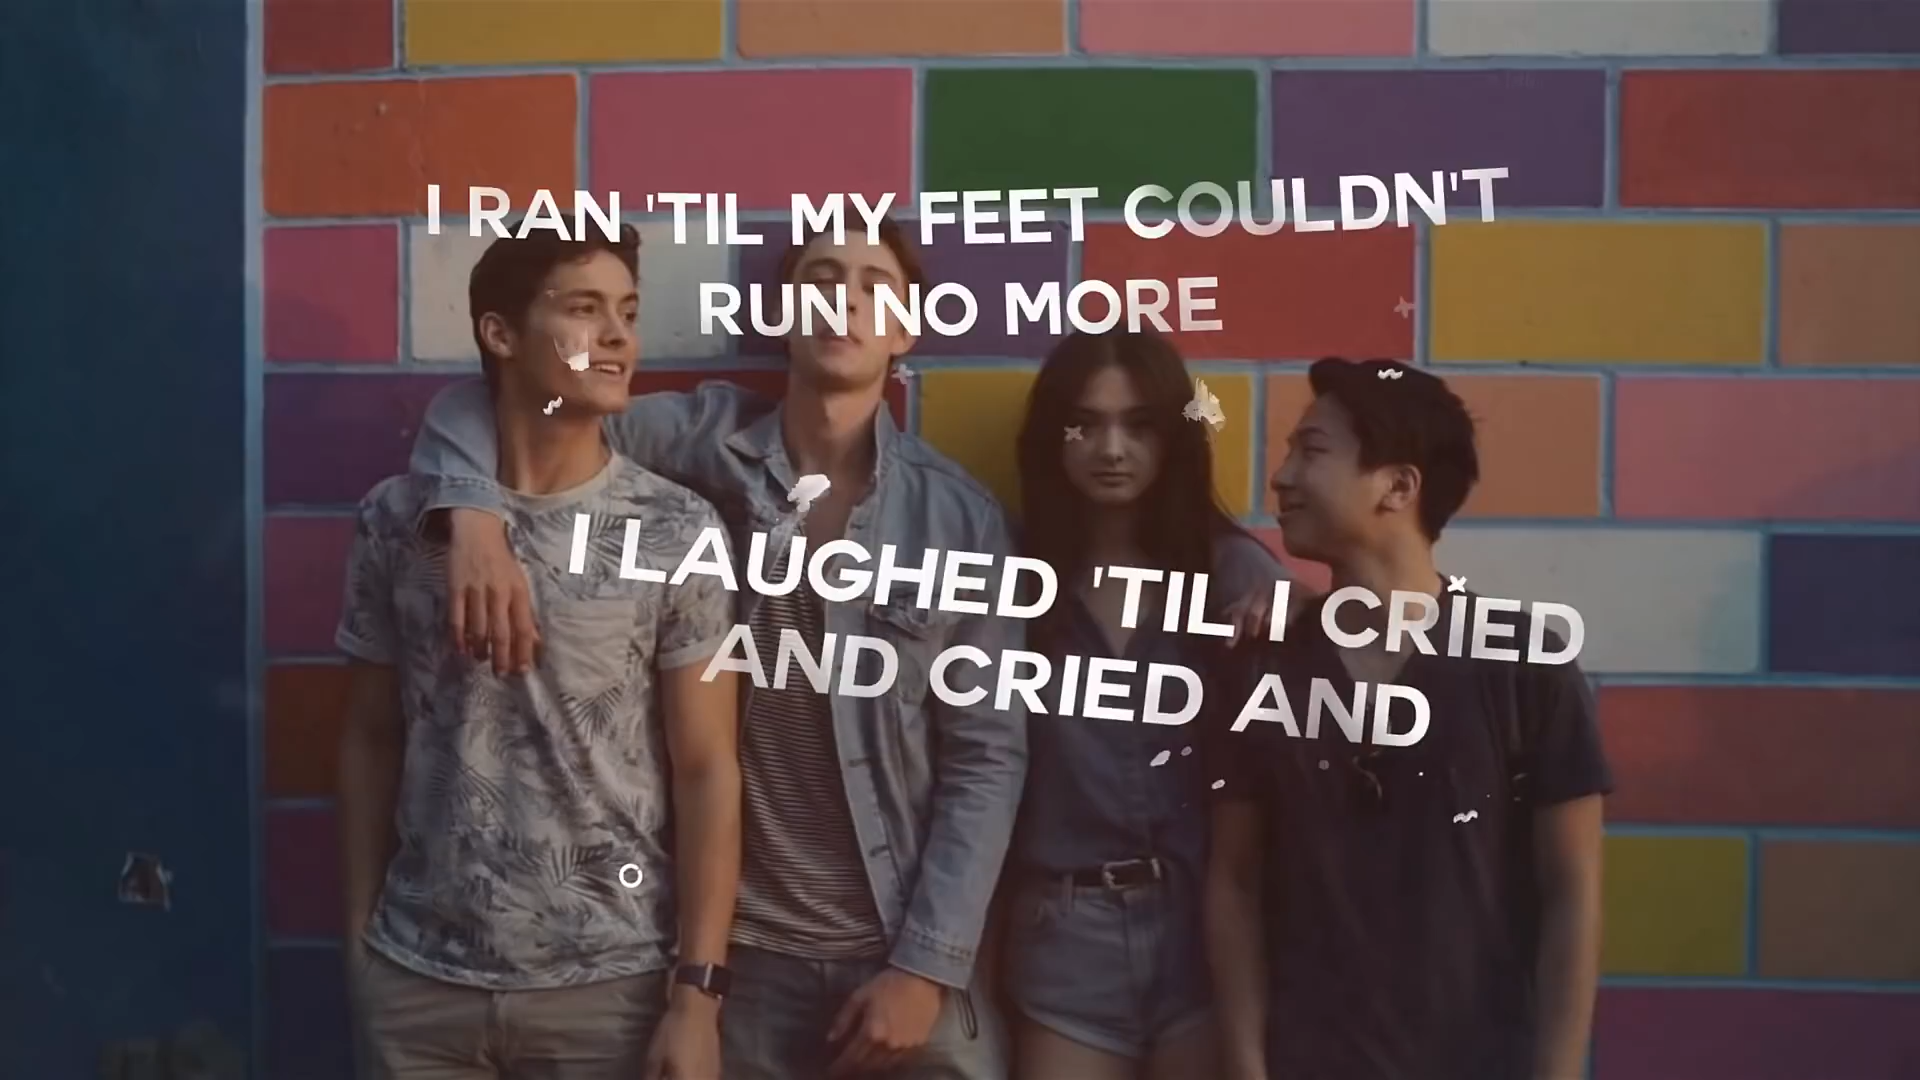 I RAN 'TIL MY FEET COULDN'T
RUN NO MORE
I LAUGHED 'TIL I CRIED
AND CRIED AND